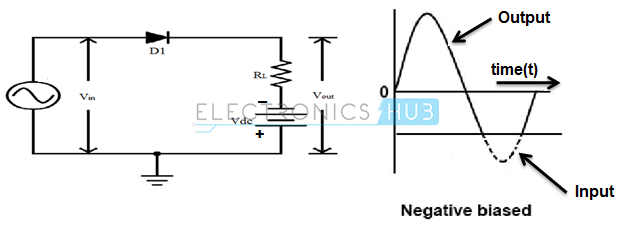 D1
Vin
RL
Vout
−
Vdc
+
ELECTRONICS HUB
Output
time(t)
0
Input
Negative biased